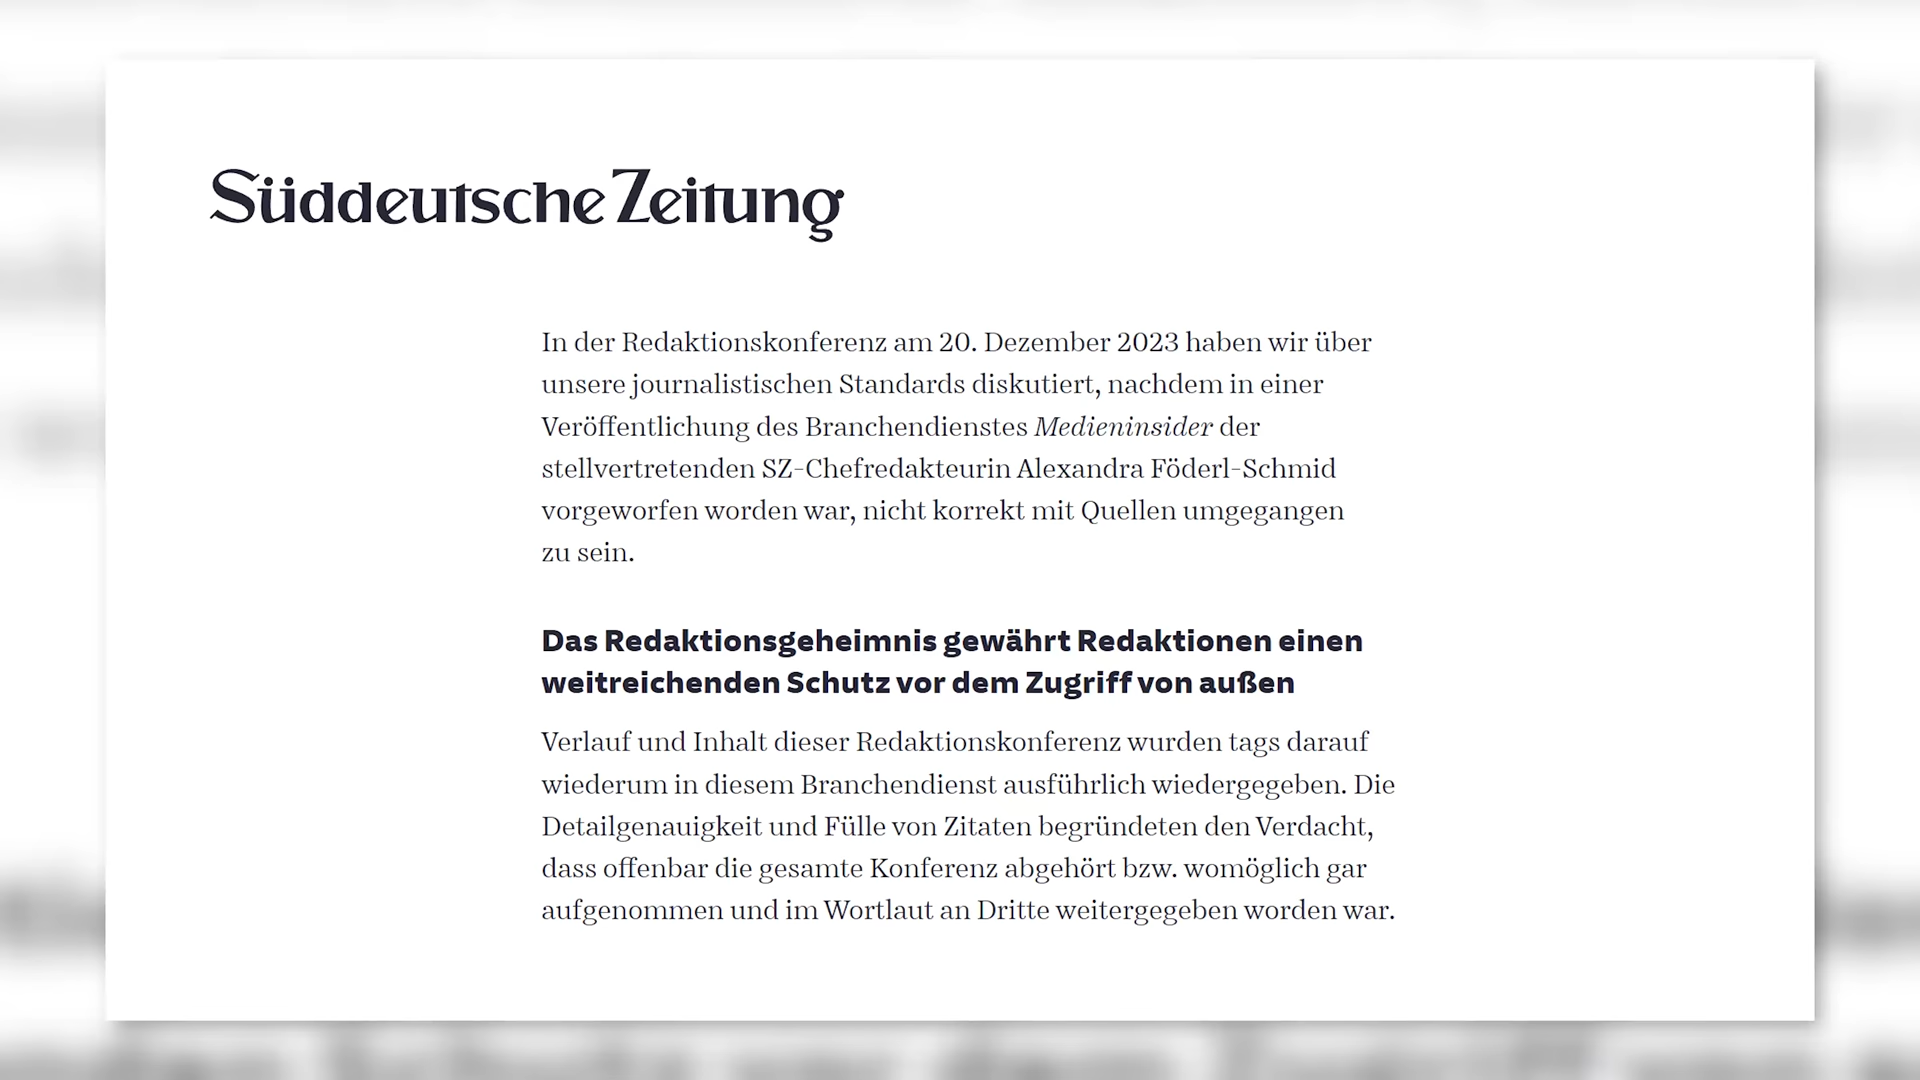 Süddeutsche Zeitung
In der Redaktionskonferenz am 20. Dezember 2023 haben wir über
unsere journalistischen Standards diskutiert, nachdem in einer
Veröffentlichung des Branchendienstes Medieninsider der
stellvertretenden SZ-Chefredakteurin Alexandra Föderl-Schmid
vorgeworfen worden war, nicht korrekt mit Quellen umgegangen
zu sein.
Das Redaktionsgeheimnis gewährt Redaktionen einen
weitreichenden Schutz vor dem Zugriff von außen
Verlauf und Inhalt dieser Redaktionskonferenz wurden tags darauf
wiederum in diesem Branchendienst ausführlich wiedergegeben. Die
Detailgenauigkeit und Fülle von Zitaten begründeten den Verdacht,
dass offenbar die gesamte Konferenz abgehört bzw. womöglich gar
aufgenommen und im Wortlaut an Dritte weitergegeben worden war.